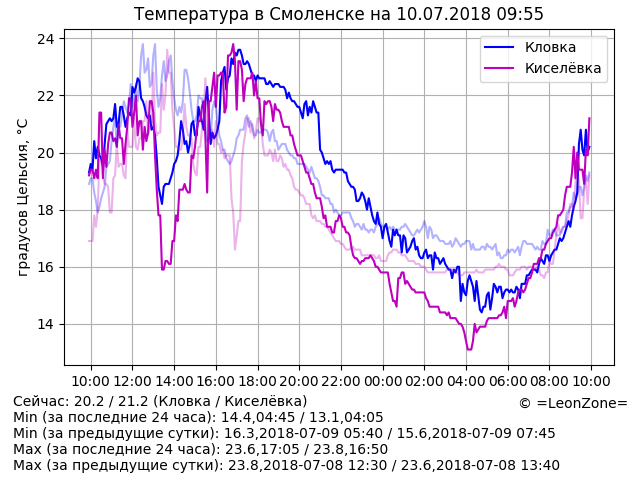 Температура в Смоленске на 10.07.2018 09:55
Кловка
Киселёвка
градусов Цельсия, °C
24
22
20
18
16
14
10:00 12:00 14:00 16:00 18:00 20:00 22:00 00:00 02:00 04:00 06:00 08:00 10:00
Сейчас: 20.2 / 21.2 (Кловка / Киселёвка)
© =LeonZone=
Min (за последние 24 часа): 14.4,04:45 / 13.1,04:05
Min (за предыдущие сутки): 16.3,2018-07-09 05:40 / 15.6,2018-07-09 07:45
Max (за последние 24 часа): 23.6,17:05 / 23.8,16:50
Max (за предыдущие сутки): 23.8,2018-07-08 12:30 / 23.6,2018-07-08 13:40